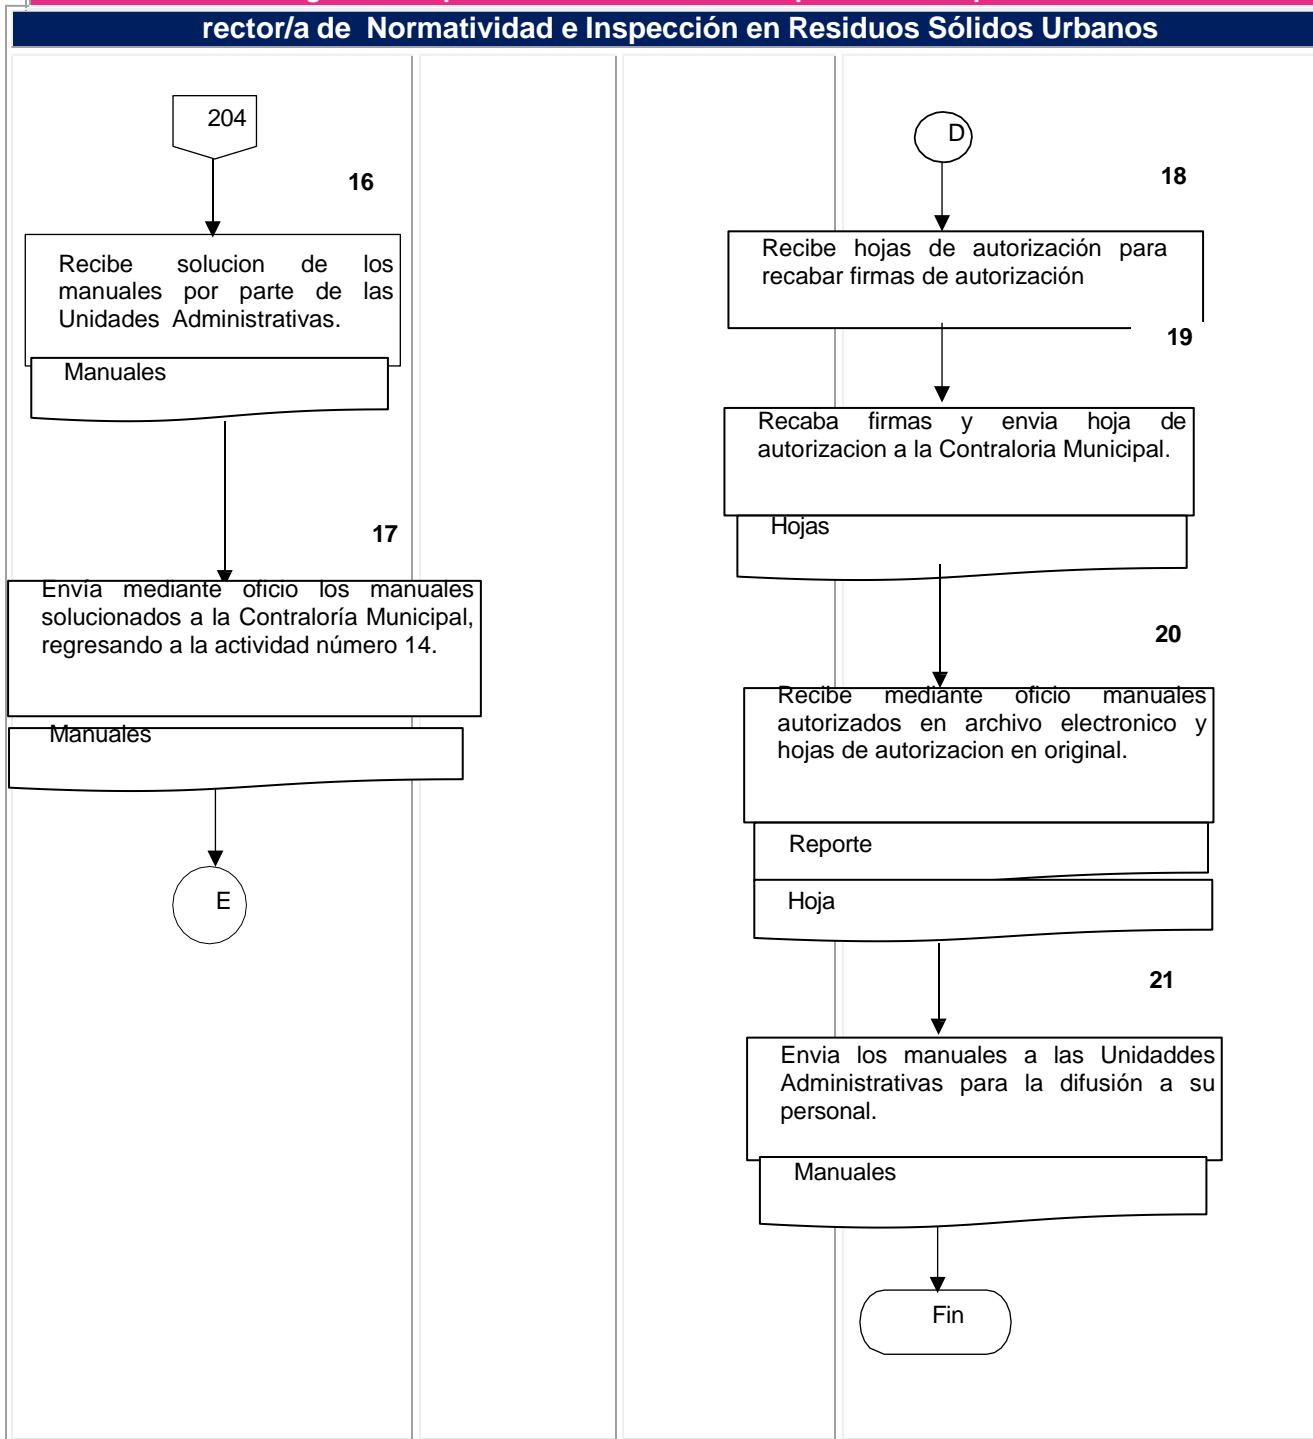 rector/a de Normatividad e Inspección en Residuos Sólidos Urbanos
204
16
Recibe solucion de los
manuales por parte de las
Unidades Administrativas.
Manuales
17
Envía mediante oficio los manuales
solucionados a la Contraloría Municipal,
regresando a la actividad número 14.
Manuales
E
D
18
Recibe hojas de autorización para
recabar firmas de autorización
19
Recaba firmas y envia hoja de
autorizacion a la Contraloria Municipal.
Hojas
20
Recibe mediante oficio manuales
autorizados en archivo electronico y
hojas de autorizacion en original.
Reporte
Hoja
21
Envia los manuales a las Unidaddes
Administrativas para la difusión a su
personal.
Manuales
Fin